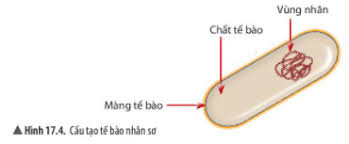 Vùng nhân
Chất tế bào
Màng tế bào
▲ Hình 17.4. Cấu tạo tế bào nhân sơ